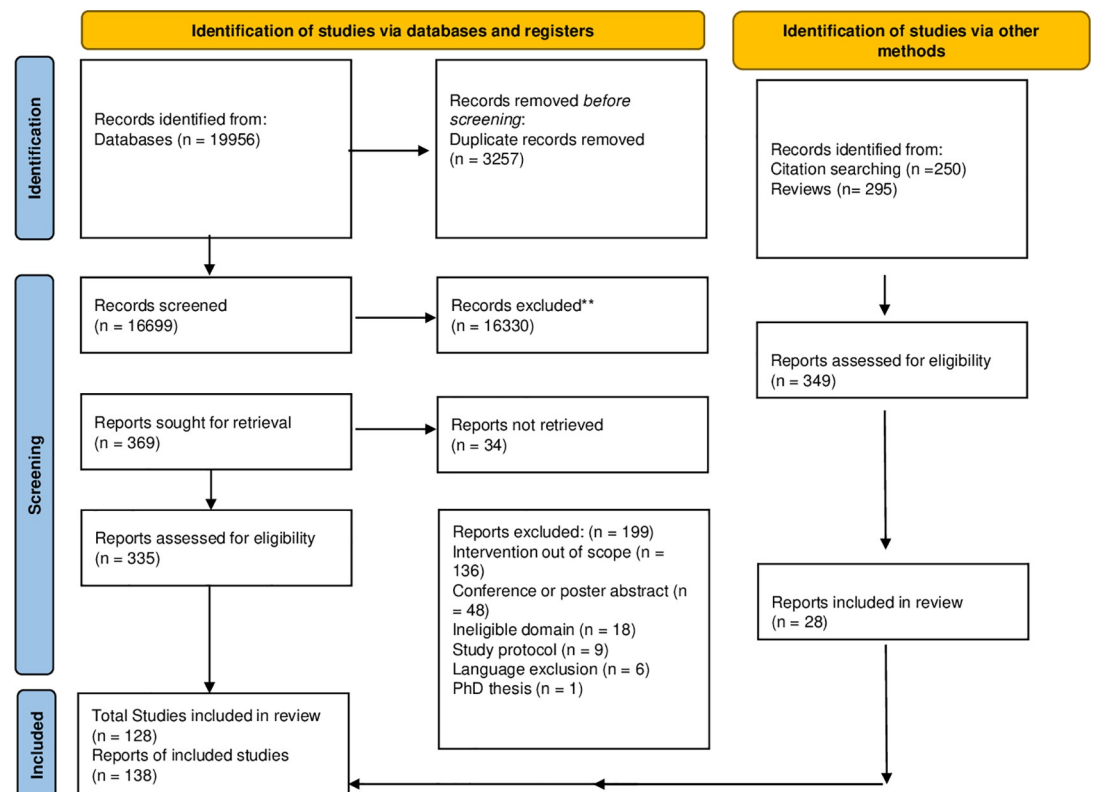 Identification of studies via databases and registers
Identification of studies via other
methods
Identification
Records identified from:
Databases (n = 19956)
Records removed before
screening:
Duplicate records removed
(n = 3257)
Records identified from:
Citation searching (n =250)
Reviews (n= 295)
Screening
Records screened
(n = 16699)
Records excluded**
(n = 16330)
Reports assessed for eligibility
(n = 349)
Reports sought for retrieval
(n = 369)
Reports not retrieved
(n = 34)
Reports assessed for eligibility
(n = 335)
Reports excluded: (n = 199)
Intervention out of scope (n =
136)
Conference or poster abstract (n
= 48)
Ineligible domain (n = 18)
Study protocol (n = 9)
Language exclusion (n = 6)
PhD thesis (n = 1)
Reports included in review
(n = 28)
Included
Total Studies included in review
(n = 128)
Reports of included studies
(n = 138)